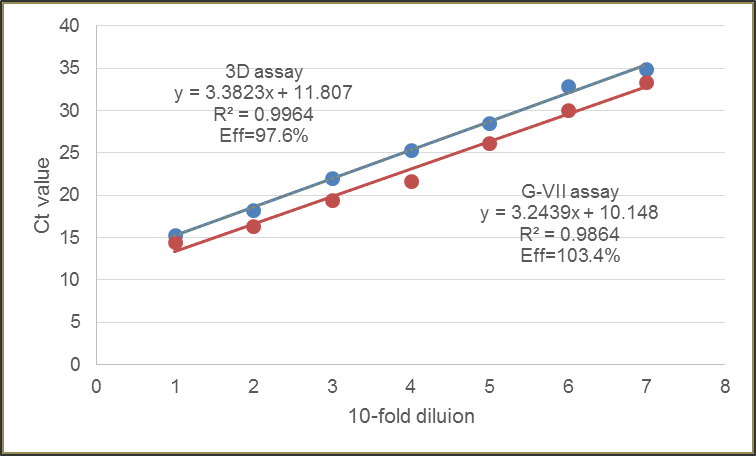 40
35
30
25
20
15
10
5
0
Ct value
3D assay
y = 3.3823x + 11.807
R² = 0.9964
Eff=97.6%
G-VII assay
y = 3.2439x + 10.148
R² = 0.9864
Eff=103.4%
0 1 2 3 4 5 6 7 8
10-fold diluion